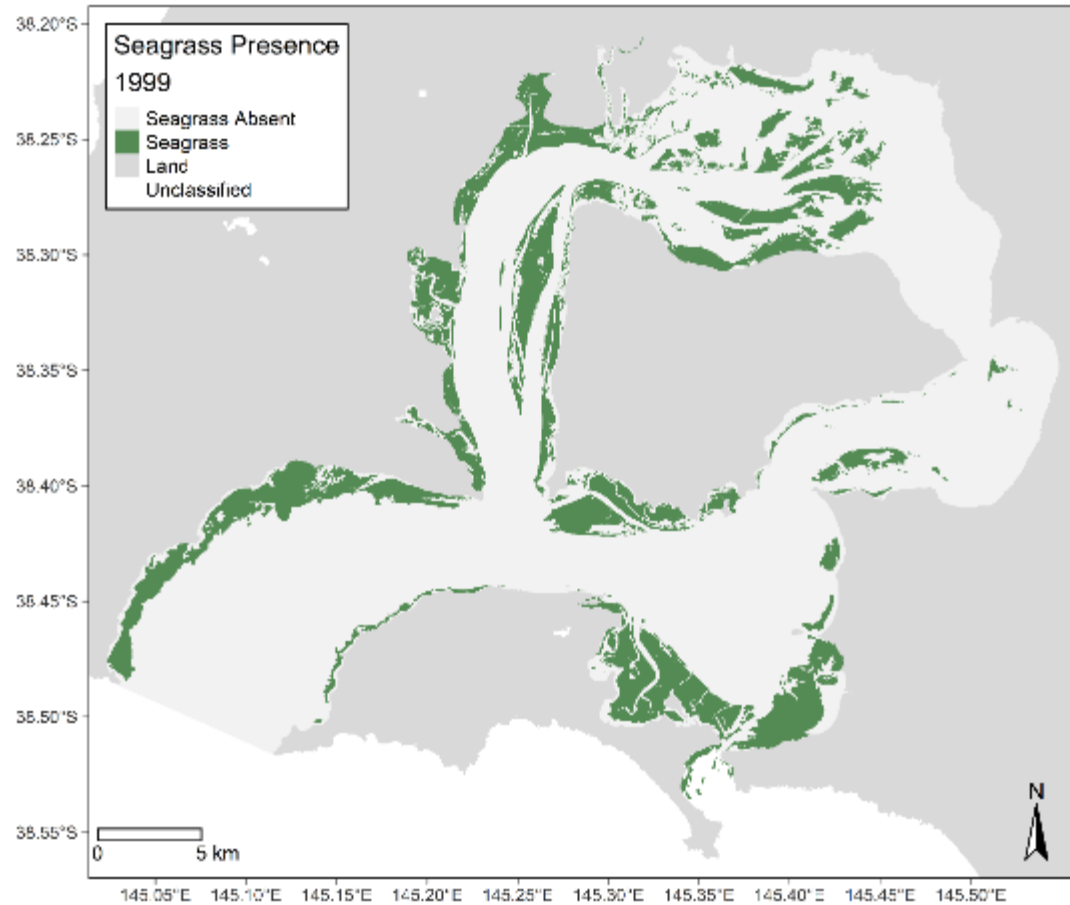 Seagrass Presence
1999
Seagrass Absent
Seagrass
Land
Unclassified
38.20°S
38.25°S
38.30°S
38.35°S
38.40°S
38.45°S
38.50°S
38.55°S
N
0 5 km
145.05°E 145.10°E 145.15°E 145.20°E 145.25°E 145.30°E 145.35°E 145.40°E 145.45°E 145.50°E